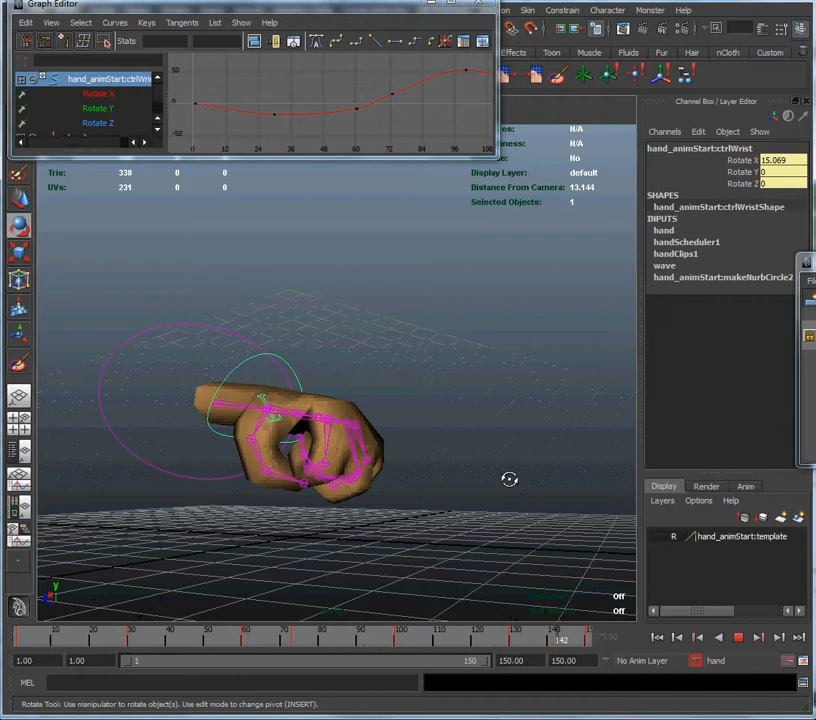 Graph Editor
Edit View Select Curves Keys Tangents List Show Help
Stats
hand_animStart:ctrlWri
Rotate X
Rotate Y
Rotate Z
50
0
-50
0 12 24 36 48 60 72 84 96 108
Skin Constrain Character Muscle Help
Effects Toon Muscle Fluids Fur nCloth Custom
Channel Box / Layer Editor
Channels Edit Object Show
hand_animStart:ctrlWrist
Rotate X 15.069
Rotate Y 0
Rotate Z 0
SHAPES
hand_animStart:ctrlWristShape
INPUTS
hand
handScheduler1
handClips1
wave
hand_animStart:makeNurbCircle2
N/A
N/A
No
Tris: 338 0 0
UVs: 231 0 0
Display Layer: default
Distance From Camera: 13.144
Selected Objects: 1
Off
Off
y
x
Display Render Anim
Layers Options Help
R hand_animStart:template
10 20 30 40 50 60 70 80 90 100 110 120 130 140
142
75.00
1.00 1.00 1 150 150.00 150.00 No Anim Layer hand
MEL
Rotate Tool: Use manipulator to rotate object(s). Use edit mode to change pivot (INSERT).